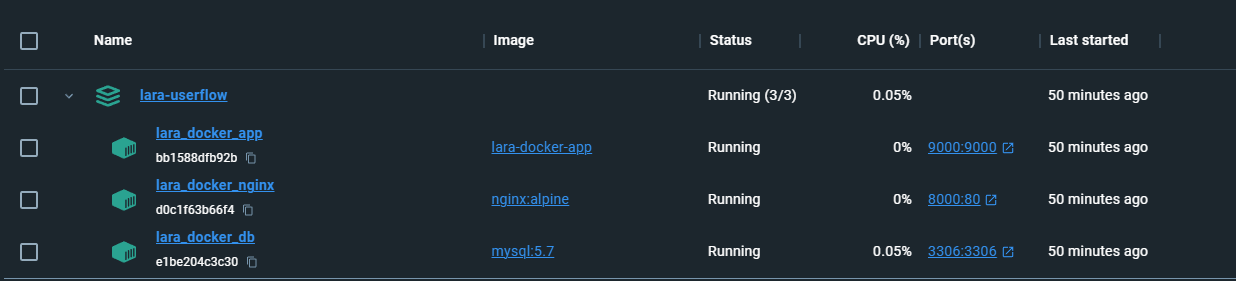 Name Image Status CPU (%) Port(s) Last started
lara-userflow Running (3/3) 0.05% 50 minutes ago
lara_docker_app
bb1588dfb92b lara-docker-app Running 0% 9000:9000 50 minutes ago
lara_docker_nginx
d0c1f63b66f4 nginx:alpine Running 0% 8000:80 50 minutes ago
lara_docker_db
e1be204c3c30 mysql:5.7 Running 0.05% 3306:3306 50 minutes ago